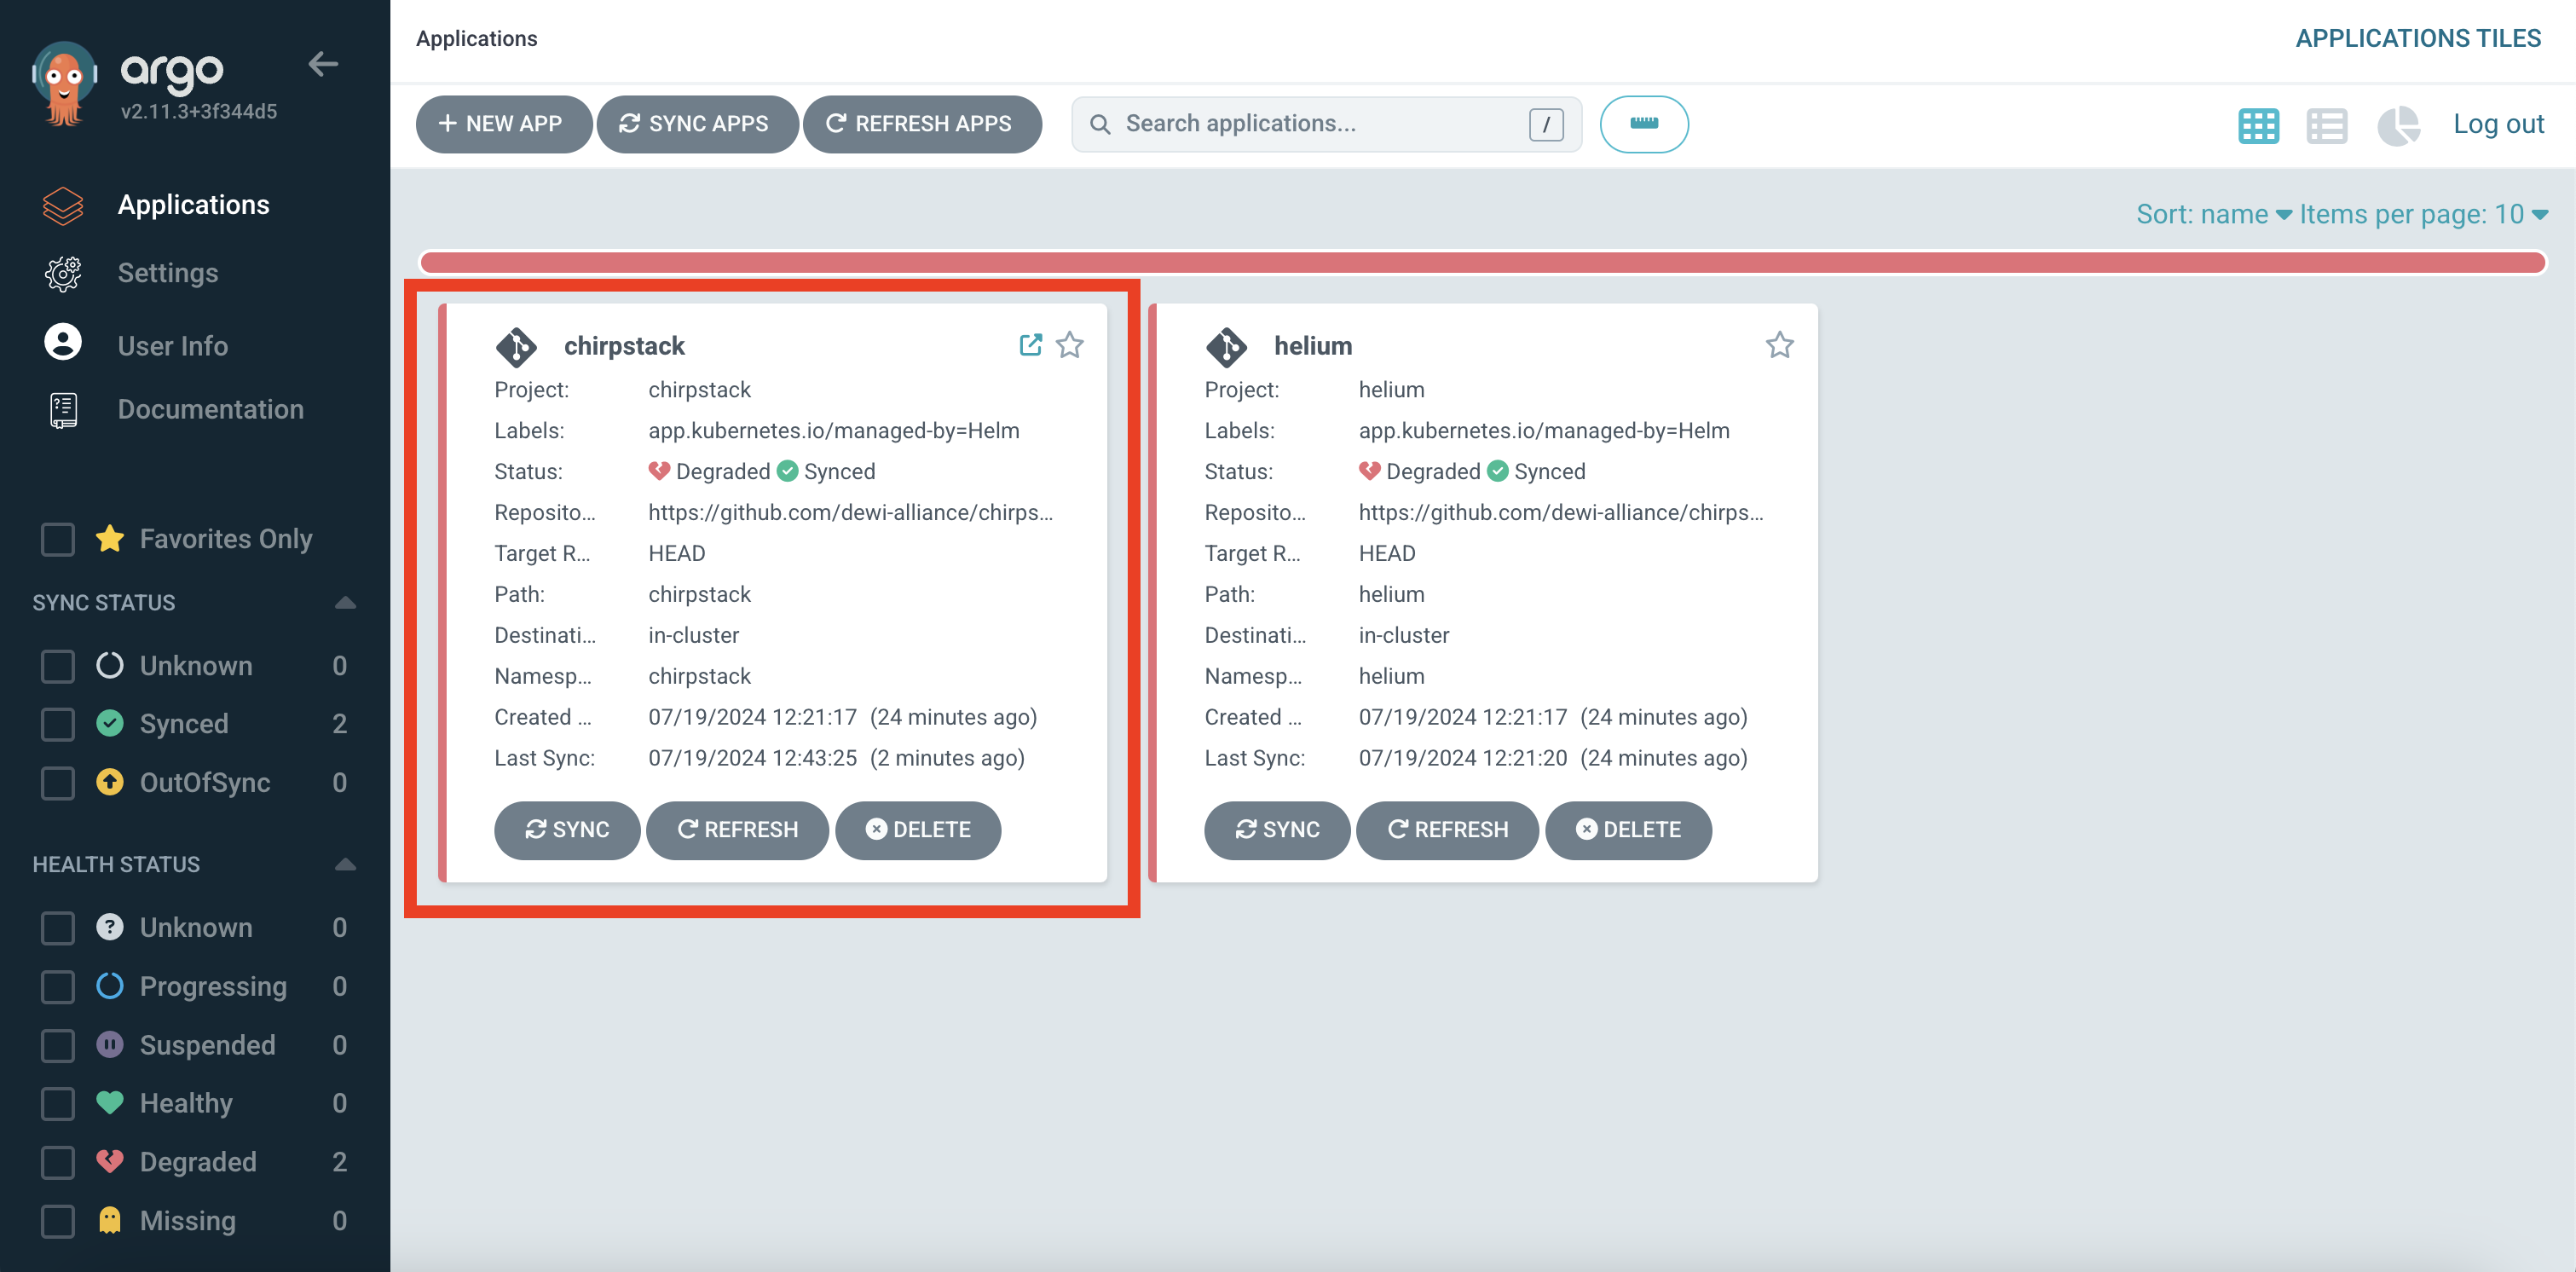 argo
v2.11.3+3f344d5
Applications
Settings
User Info
Documentation
Favorites Only
SYNC STATUS
Unknown 0
Synced 2
OutOfSync 0
HEALTH STATUS
Unknown 0
Progressing 0
Suspended 0
Healthy 0
Degraded 2
Missing 0
Applications
APPLICATIONS TILES
+ NEW APP SYNC APPS REFRESH APPS Search applications... / Log out
Sort: name Items per page: 10
chirpstack
Project: chirpstack
Labels: app.kubernetes.io/managed-by=Helm
Status: Degraded Synced
Reposito... https://github.com/dewi-alliance/chirps...
Target R... HEAD
Path: chirpstack
Destinati... in-cluster
Namesp... chirpstack
Created ... 07/19/2024 12:21:17 (24 minutes ago)
Last Sync: 07/19/2024 12:43:25 (2 minutes ago)
SYNC REFRESH DELETE
helium
Project: helium
Labels: app.kubernetes.io/managed-by=Helm
Status: Degraded Synced
Reposito... https://github.com/dewi-alliance/chirps...
Target R... HEAD
Path: helium
Destinati... in-cluster
Namesp... helium
Created ... 07/19/2024 12:21:17 (24 minutes ago)
Last Sync: 07/19/2024 12:21:20 (24 minutes ago)
SYNC REFRESH DELETE